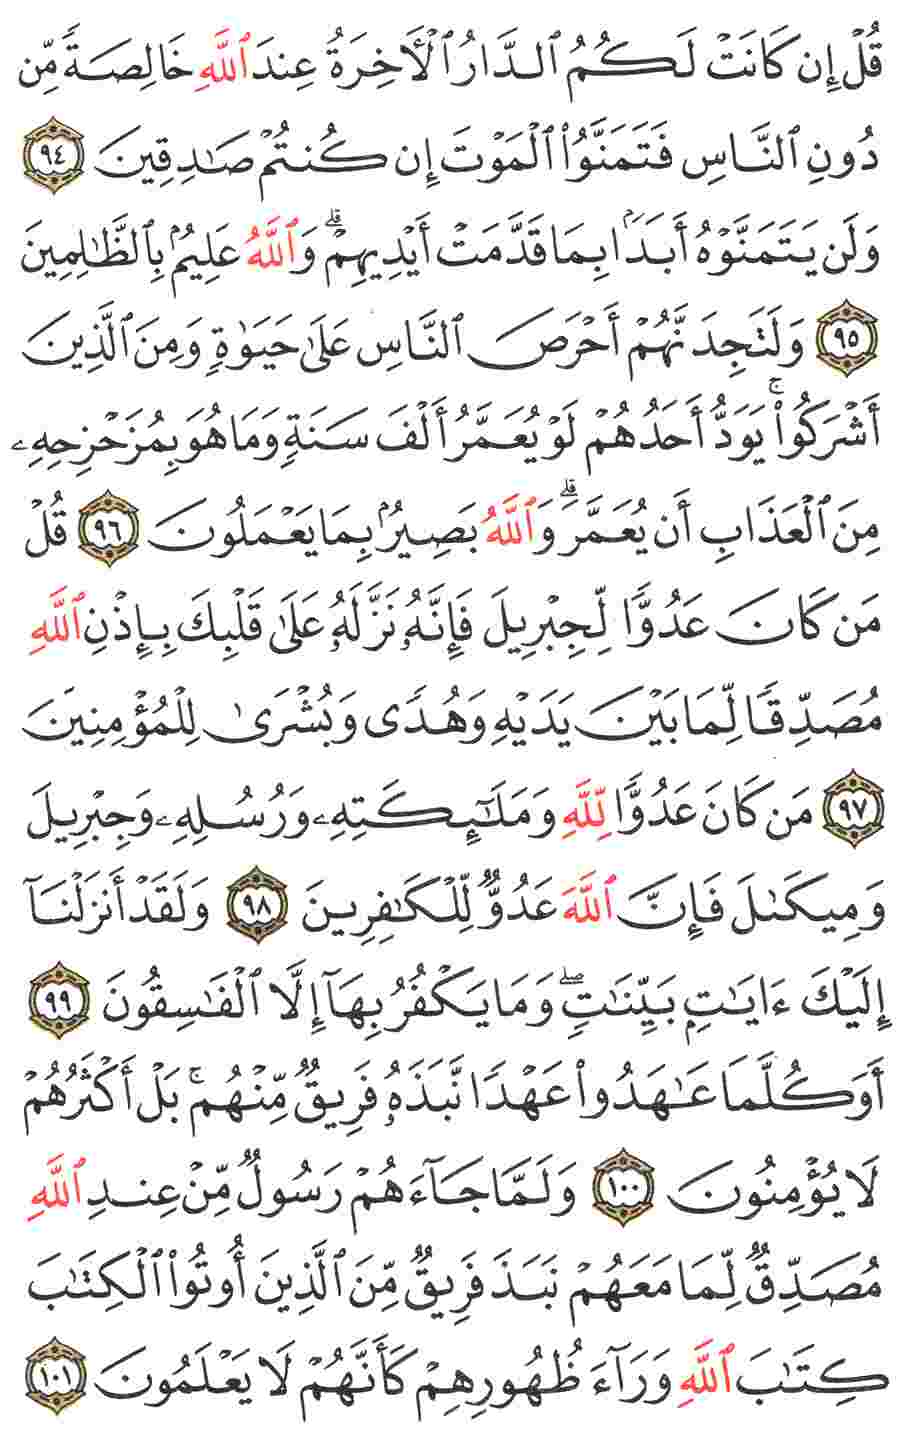 قُلْ إِن كَانَتْ لَكُمُ ٱلدَّارُ ٱلْأَخِرَةُ عِندَ ٱللَّهِ خَالِصَةً مِّن
دُونِ ٱلنَّاسِ فَتَمَنَّوُا۟ ٱلْمَوْتَ إِن كُنتُمْ صَـٰدِقِينَ ٩٤
وَلَن يَتَمَنَّوْهُ أَبَدًۢا بِمَا قَدَّمَتْ أَيْدِيهِمْ ۗ وَٱللَّهُ عَلِيمٌۢ بِٱلظَّـٰلِمِينَ
٩٥ وَلَتَجِدَنَّهُمْ أَحْرَصَ ٱلنَّاسِ عَلَىٰ حَيَوٰةٍ وَمِنَ ٱلَّذِينَ
أَشْرَكُوا۟ ۚ يَوَدُّ أَحَدُهُمْ لَوْ يُعَمَّرُ أَلْفَ سَنَةٍ وَمَا هُوَ بِمُزَحْزِحِهِۦ
مِنَ ٱلْعَذَابِ أَن يُعَمَّرَ ۗ وَٱللَّهُ بَصِيرٌۢ بِمَا يَعْمَلُونَ ٩٦ قُلْ
مَن كَانَ عَدُوًّا لِّجِبْرِيلَ فَإِنَّهُۥ نَزَّلَهُۥ عَلَىٰ قَلْبِكَ بِإِذْنِ ٱللَّهِ
مُصَدِّقًا لِّمَا بَيْنَ يَدَيْهِ وَهُدًى وَبُشْرَىٰ لِلْمُؤْمِنِينَ
٩٧ مَن كَانَ عَدُوًّا لِّلَّهِ وَمَلَـٰٓئِكَتِهِۦ وَرُسُلِهِۦ وَجِبْرِيلَ
وَمِيكَىٰلَ فَإِنَّ ٱللَّهَ عَدُوٌّ لِّلْكَـٰفِرِينَ ٩٨ وَلَقَدْ أَنزَلْنَآ
إِلَيْكَ ءَايَـٰتٍۭ بَيِّنَـٰتٍ ۖ وَمَا يَكْفُرُ بِهَآ إِلَّا ٱلْفَـٰسِقُونَ ٩٩
أَوَكُلَّمَا عَـٰهَدُوا۟ عَهْدًا نَّبَذَهُۥ فَرِيقٌ مِّنْهُم ۚ بَلْ أَكْثَرُهُمْ
لَا يُؤْمِنُونَ ١٠٠ وَلَمَّا جَآءَهُمْ رَسُولٌ مِّنْ عِندِ ٱللَّهِ
مُصَدِّقٌ لِّمَا مَعَهُمْ نَبَذَ فَرِيقٌ مِّنَ ٱلَّذِينَ أُوتُوا۟ ٱلْكِتَـٰبَ
كِتَـٰبَ ٱللَّهِ وَرَآءَ ظُهُورِهِمْ كَأَنَّهُمْ لَا يَعْلَمُونَ ١٠١